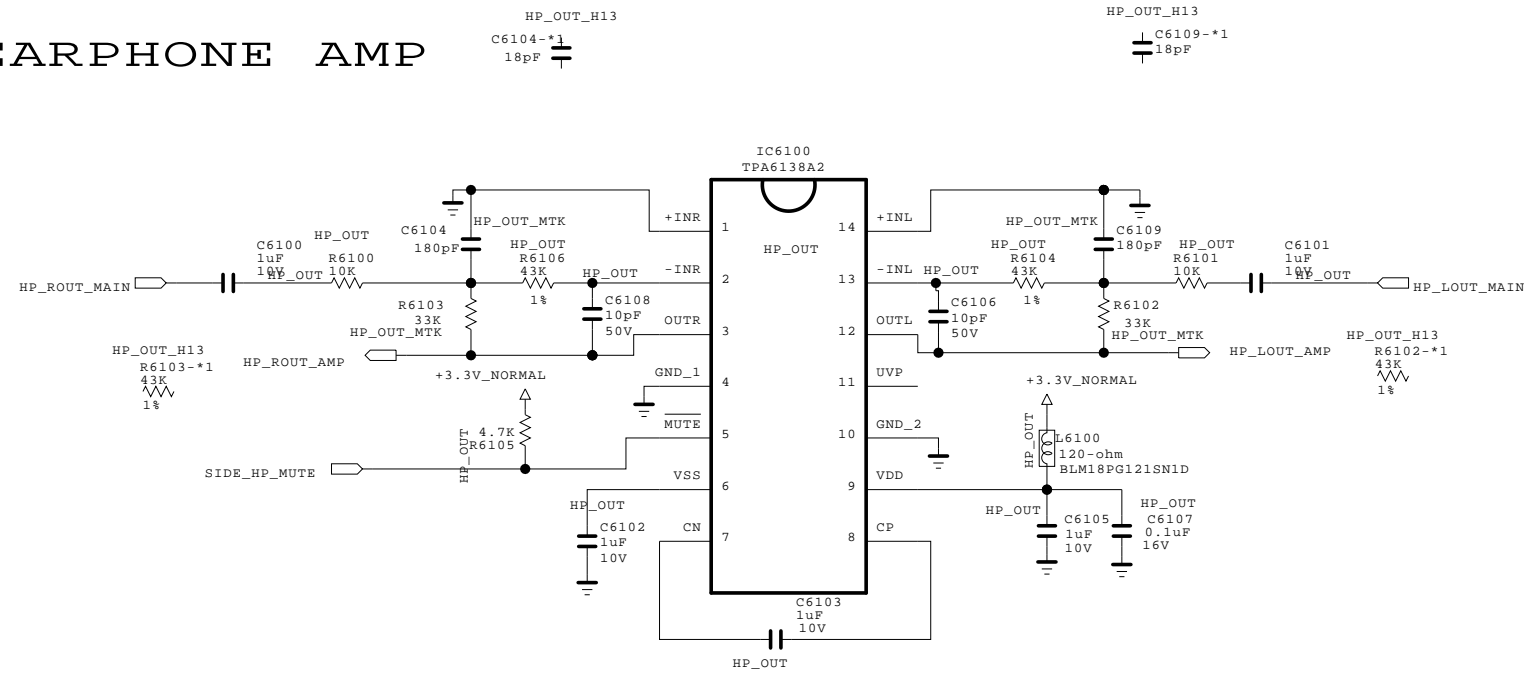 HP_OUT_H13
C6104-*1
18pF
HP_OUT_H13
C6109-*1
18pF
EARPHONE AMP
IC6100
TPA6138A2
HP_OUT
+INR
1
-INR
2
OUTR
3
GND_1
4
MUTE
5
VSS
6
CN
7
14
+INL
13
-INL
12
OUTL
11
UVP
10
GND_2
9
VDD
8
CP
C6104
180pF
HP_OUT_MTK
HP_OUT
R6100
10K
C6100
1uF
10V
HP_OUT
HP_ROUT_MAIN
HP_OUT
R6106
43K
1%
HP_OUT
C6108
10pF
50V
R6103
33K
HP_OUT_MTK
HP_ROUT_AMP
HP_OUT_H13
R6103-*1
43K
1%
+3.3V_NORMAL
4.7K
R6105
HP_OUT
SIDE_HP_MUTE
HP_OUT
C6102
1uF
10V
C6103
1uF
10V
HP_OUT
HP_OUT_MTK
C6109
180pF
HP_OUT
R6104
43K
1%
HP_OUT
C6106
10pF
50V
HP_OUT
R6101
10K
C6101
1uF
10V
HP_OUT
HP_LOUT_MAIN
R6102
33K
HP_OUT_MTK
HP_LOUT_AMP
HP_OUT_H13
R6102-*1
43K
1%
+3.3V_NORMAL
HP_OUT
L6100
120-ohm
BLM18PG121SN1D
HP_OUT
C6105
1uF
10V
HP_OUT
C6107
0.1uF
16V